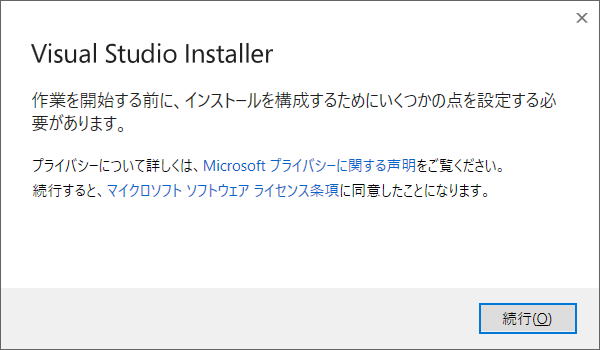 Visual Studio Installer
作業を開始する前に、インストールを構成するためにいくつかの点を設定する必
要があります。
プライバシーについて詳しくは、Microsoft プライバシーに関する声明をご覧ください。
続行すると、マイクロソフト ソフトウェア ライセンス条項に同意したことになります。
続行(O)